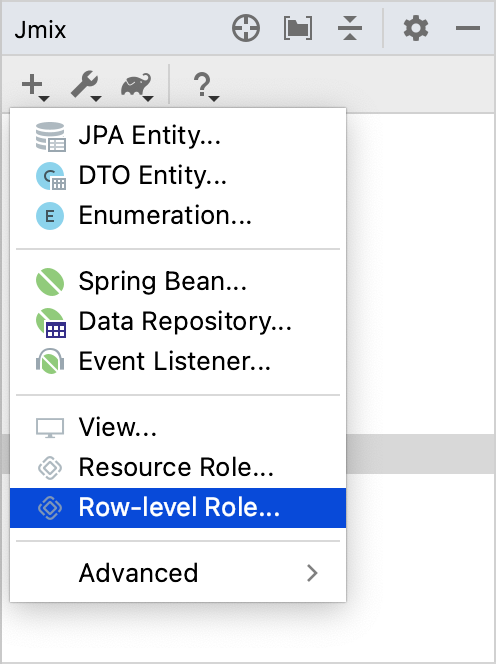 Jmix
?
JPA Entity...
C DTO Entity...
E Enumeration...
Spring Bean...
Data Repository...
Event Listener...
View...
Resource Role...
Row-level Role...
Advanced